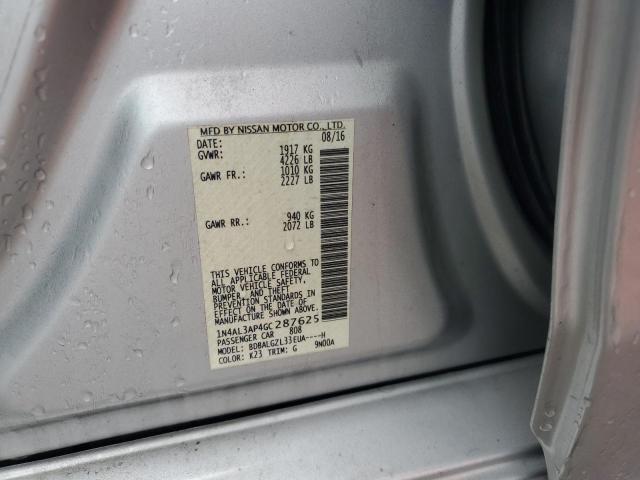 MFD BY NISSAN MOTOR CO., LTD.
DATE: 08/16
GVWR: 1917 KG
4226 LB
GAWR FR.: 1010 KG
2227 LB
GAWR RR.: 940 KG
2072 LB
THIS VEHICLE CONFORMS TO
ALL APPLICABLE FEDERAL
MOTOR VEHICLE SAFETY,
BUMPER, AND THEFT
PREVENTION STANDARDS IN
EFFECT ON THE DATE OF
MANUFACTURE SHOWN ABOVE.
1N4AL3AP4GC287625
PASSENGER CAR 808
MODEL: BDBALGZL33EUA----H
COLOR: K23 TRIM: G 9N00A